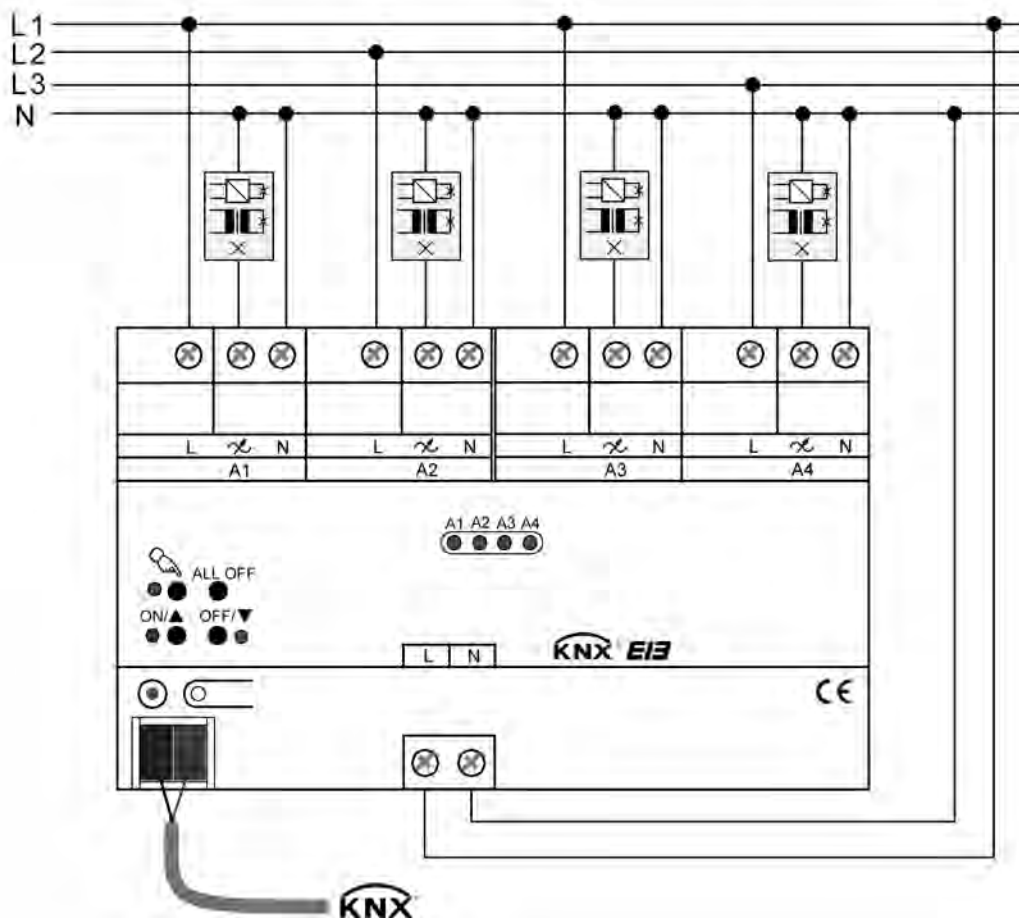 L1
L2
L3
N
L N L N L N L N
A1 A2 A3 A4
A1 A2 A3 A4
ALL OFF
ON/▲ OFF/▼
L N
KNX EIB
CE
KNX